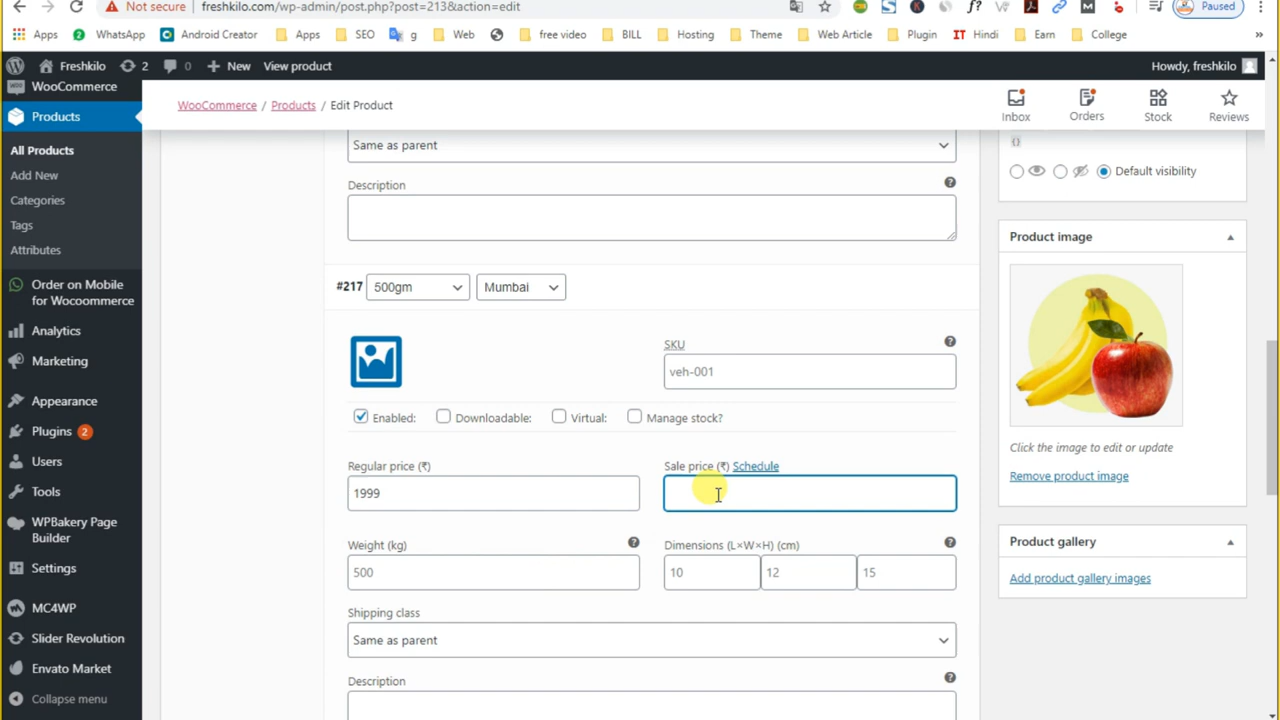 Not secure
freshkilo.com/wp-admin/post.php?post=213&action=edit
Paused
Apps WhatsApp Android Creator Apps SEO g Web free video BILL Hosting Theme Web Article Plugin IT Hindi Earn College »
Freshkilo 2 0 + New View product Howdy, freshkilo
WooCommerce
Products
All Products
Add New
Categories
Tags
Attributes
Order on Mobile
for Wocoommerce
Analytics
Marketing
Appearance
Plugins 2
Users
Tools
WPBakery Page
Builder
Settings
MC4WP
Slider Revolution
Envato Market
Collapse menu
WooCommerce / Products / Edit Product
Inbox Orders Stock Reviews
Same as parent
Description
#217 500gm Mumbai
SKU
veh-001
Enabled: Downloadable: Virtual: Manage stock?
Regular price (₹) Sale price (₹) Schedule
1999
Weight (kg) Dimensions (L×W×H) (cm)
500 10 12 15
Shipping class
Same as parent
Description
{}
Default visibility
Product image
Click the image to edit or update
Remove product image
Product gallery
Add product gallery images